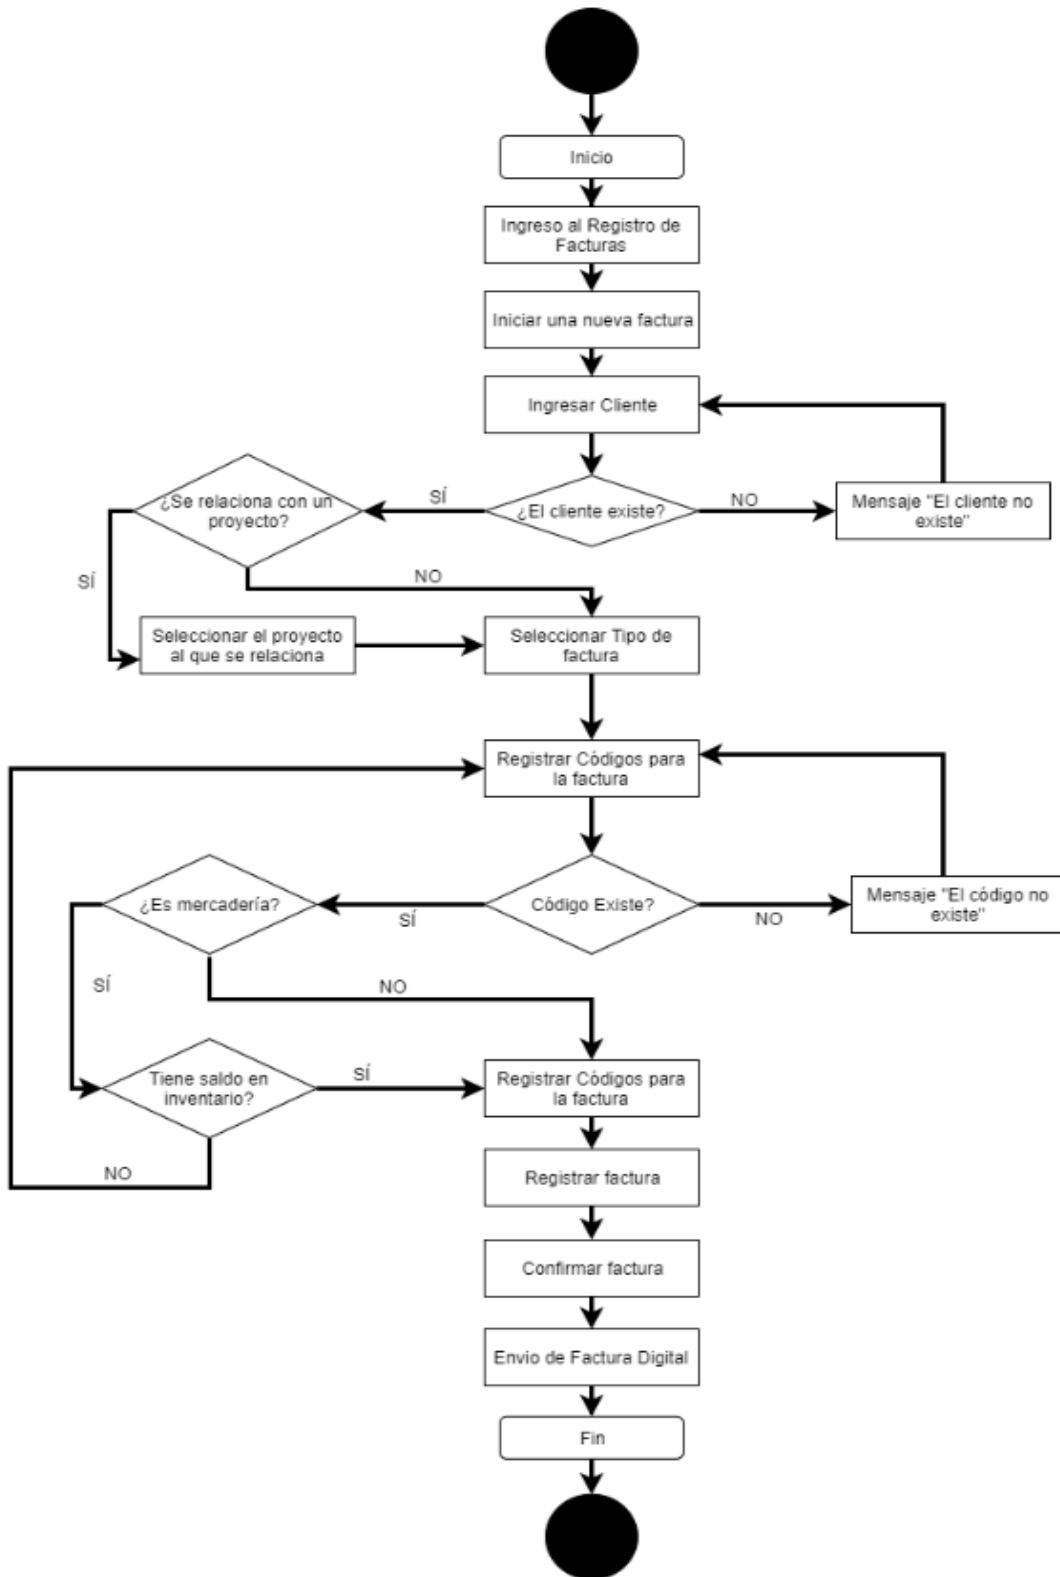 Inicio
Ingreso al Registro de
Facturas
Iniciar una nueva factura
Ingresar Cliente
¿Se relaciona con un
proyecto?
SÍ
¿El cliente existe?
NO
Mensaje "El cliente no
existe"
SÍ
NO
Seleccionar el proyecto
al que se relaciona
Seleccionar Tipo de
factura
Registrar Códigos para
la factura
¿Es mercadería?
SÍ
Código Existe?
NO
Mensaje "El código no
existe"
SÍ
NO
Tiene saldo en
inventario?
SÍ
Registrar Códigos para
la factura
NO
Registrar factura
Confirmar factura
Envio de Factura Digital
Fin